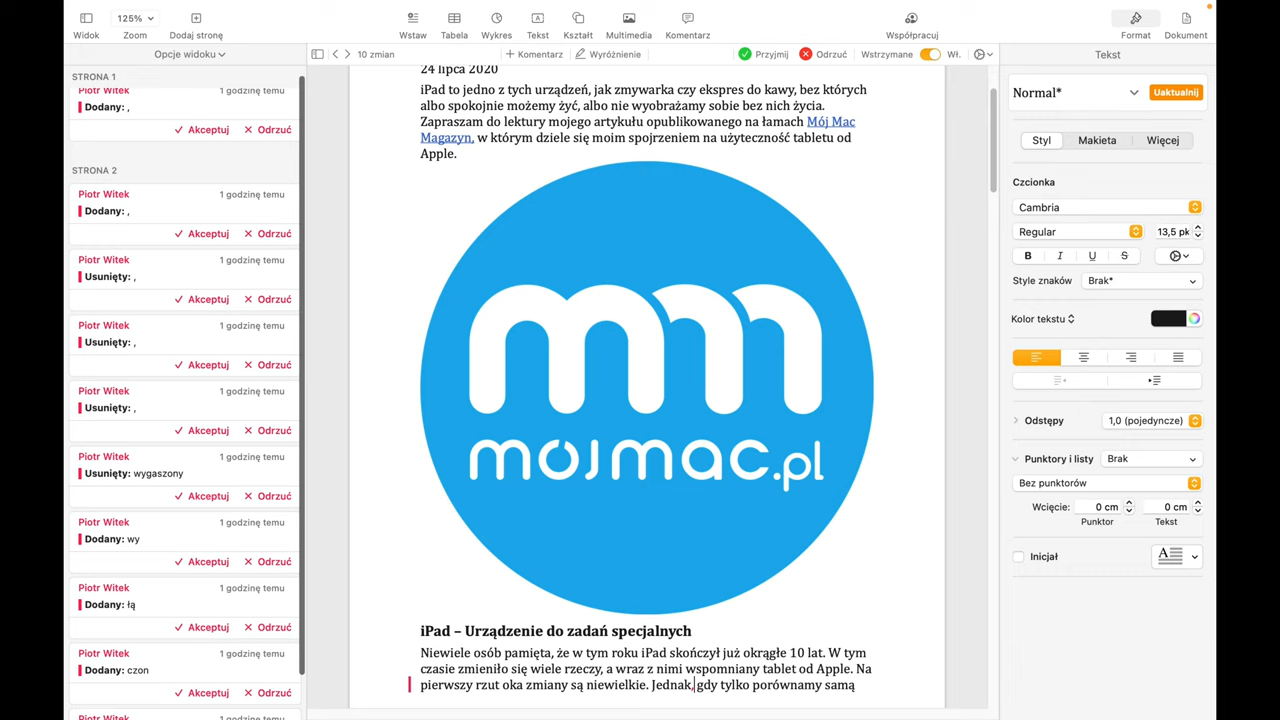 125%
Widok
Zoom
Dodaj stronę
Wstaw
Tabela
Wykres
Tekst
Kształt
Multimedia
Komentarz
Współpracuj
Format
Dokument
Opcje widoku
10 zmian
+ Komentarz
Wyróżnienie
Przyjmij
Odrzuć
Wstrzymane
Wł.
Tekst
STRONA 1
Piotr Witek 1 godzinę temu
Dodany: ,
Akceptuj Odrzuć
STRONA 2
Piotr Witek 1 godzinę temu
Dodany: ,
Akceptuj Odrzuć
Piotr Witek 1 godzinę temu
Usunięty: ,
Akceptuj Odrzuć
Piotr Witek 1 godzinę temu
Usunięty: ,
Akceptuj Odrzuć
Piotr Witek 1 godzinę temu
Usunięty: ,
Akceptuj Odrzuć
Piotr Witek 1 godzinę temu
Usunięty: wygaszony
Akceptuj Odrzuć
Piotr Witek 1 godzinę temu
Dodany: wy
Akceptuj Odrzuć
Piotr Witek 1 godzinę temu
Dodany: łą
Akceptuj Odrzuć
Piotr Witek 1 godzinę temu
Dodany: czon
Akceptuj Odrzuć
Piotr Witek 1 godzinę temu
24 lipca 2020
iPad to jedno z tych urządzeń, jak zmywarka czy ekspres do kawy, bez których
albo spokojnie możemy żyć, albo nie wyobrażamy sobie bez nich życia.
Zapraszam do lektury mojego artykułu opublikowanego na łamach Mój Mac
Magazyn, w którym dziele się moim spojrzeniem na użyteczność tabletu od
Apple.
mójmac.pl
iPad – Urządzenie do zadań specjalnych
Niewiele osób pamięta, że w tym roku iPad skończył już okrągłe 10 lat. W tym
czasie zmieniło się wiele rzeczy, a wraz z nimi wspomniany tablet od Apple. Na
pierwszy rzut oka zmiany są niewielkie. Jednak, gdy tylko porównamy samą
Normal*
Uaktualnij
Styl
Makieta
Więcej
Czcionka
Cambria
Regular
13,5 pk
B I U S
Style znaków
Brak*
Kolor tekstu
Odstępy
1,0 (pojedyncze)
Punktory i listy
Brak
Bez punktorów
Wcięcie:
0 cm
0 cm
Punktor
Tekst
Inicjał
A